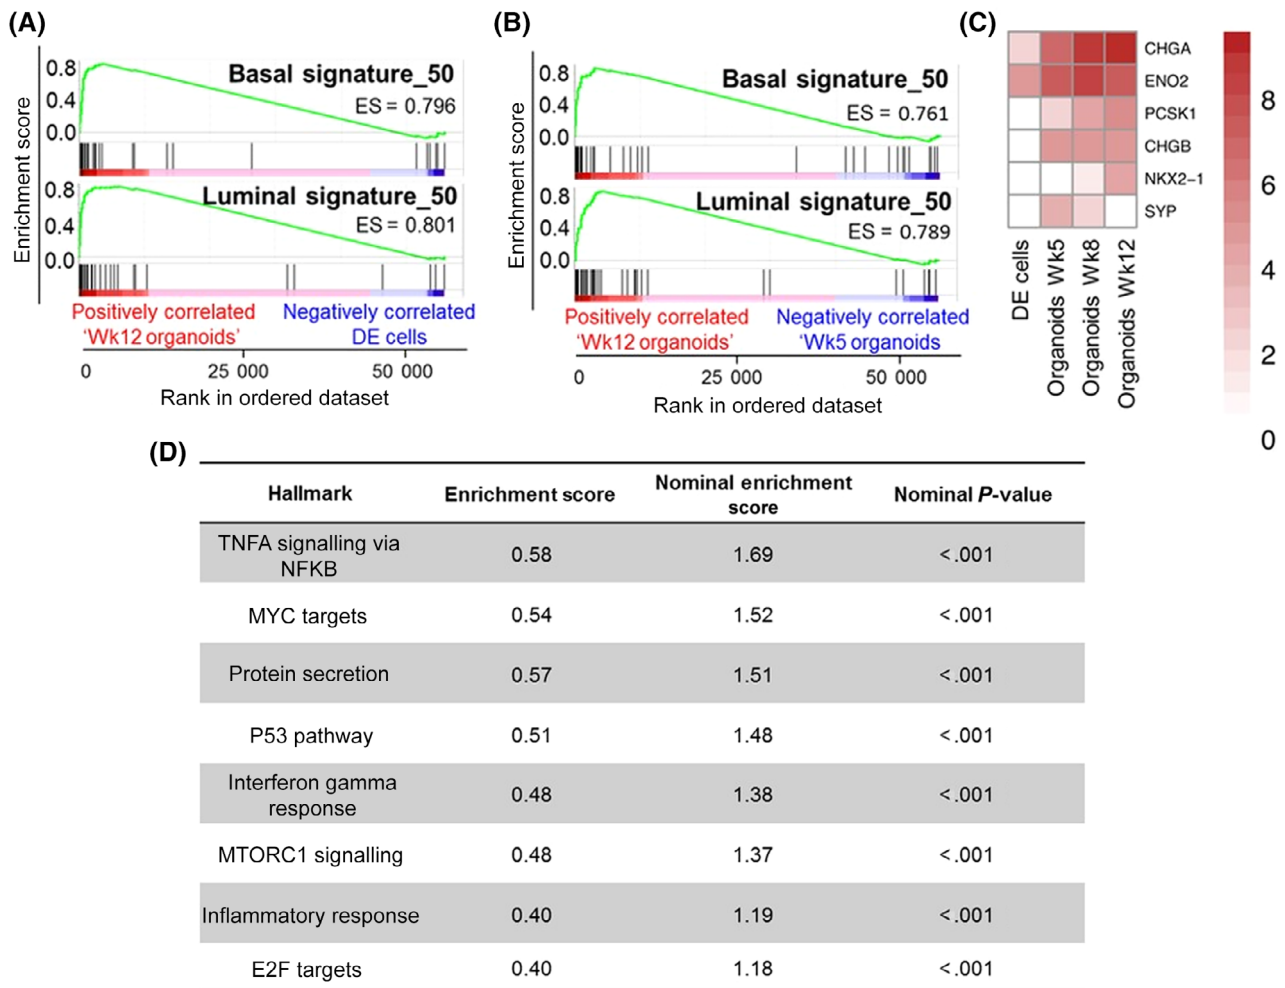 (A)
Enrichment score
0.8
0.4
0.0
Basal signature_50
ES = 0.796
0.8
0.4
0.0
Luminal signature_50
ES = 0.801
Positively correlated
‘Wk12 organoids’
Negatively correlated
DE cells
0
25 000
50 000
Rank in ordered dataset
(B)
Enrichment score
0.8
0.4
0.0
Basal signature_50
ES = 0.761
0.8
0.4
0.0
Luminal signature_50
ES = 0.789
Positively correlated
‘Wk12 organoids’
Negatively correlated
‘Wk5 organoids
0
25 000
50 000
Rank in ordered dataset
(C)
CHGA
ENO2
PCSK1
CHGB
NKX2–1
SYP
DE cells
Organoids Wk5
Organoids Wk8
Organoids Wk12
8
6
4
2
0
(D)
Hallmark
Enrichment score
Nominal enrichment
score
Nominal P-value
TNFA signalling via
NFKB
0.58
1.69
<.001
MYC targets
0.54
1.52
<.001
Protein secretion
0.57
1.51
<.001
P53 pathway
0.51
1.48
<.001
Interferon gamma
response
0.48
1.38
<.001
MTORC1 signalling
0.48
1.37
<.001
Inflammatory response
0.40
1.19
<.001
E2F targets
0.40
1.18
<.001